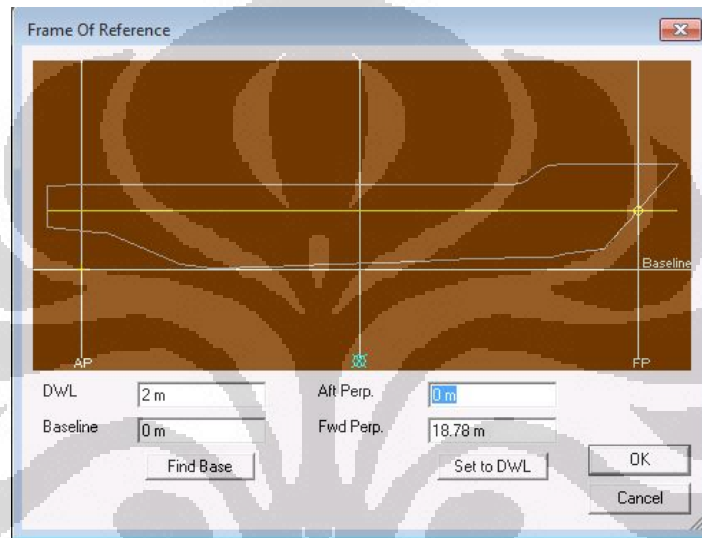 Frame Of Reference
Baseline
AP
FP
DWL
2 m
Aft Perp.
0 m
Baseline
0 m
Fwd Perp.
18.78 m
Find Base
Set to DWL
OK
Cancel